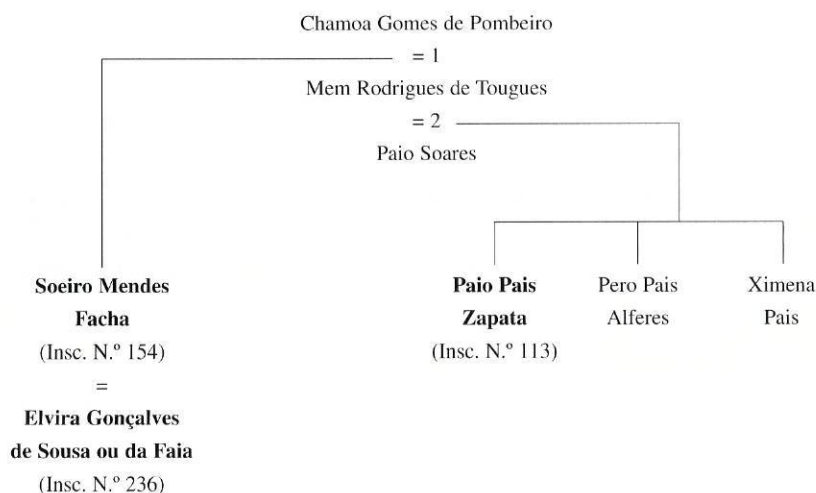 Chamoa Gomes de Pombeiro
= 1
Mem Rodrigues de Tougues
= 2
Paio Soares
Soeiro Mendes
Facha
(Insc. N.º 154)
=
Elvira Gonçalves
de Sousa ou da Faia
(Insc. N.º 236)
Paio Pais
Zapata
(Insc. N.º 113)
Pero Pais
Alferes
Ximena
Pais